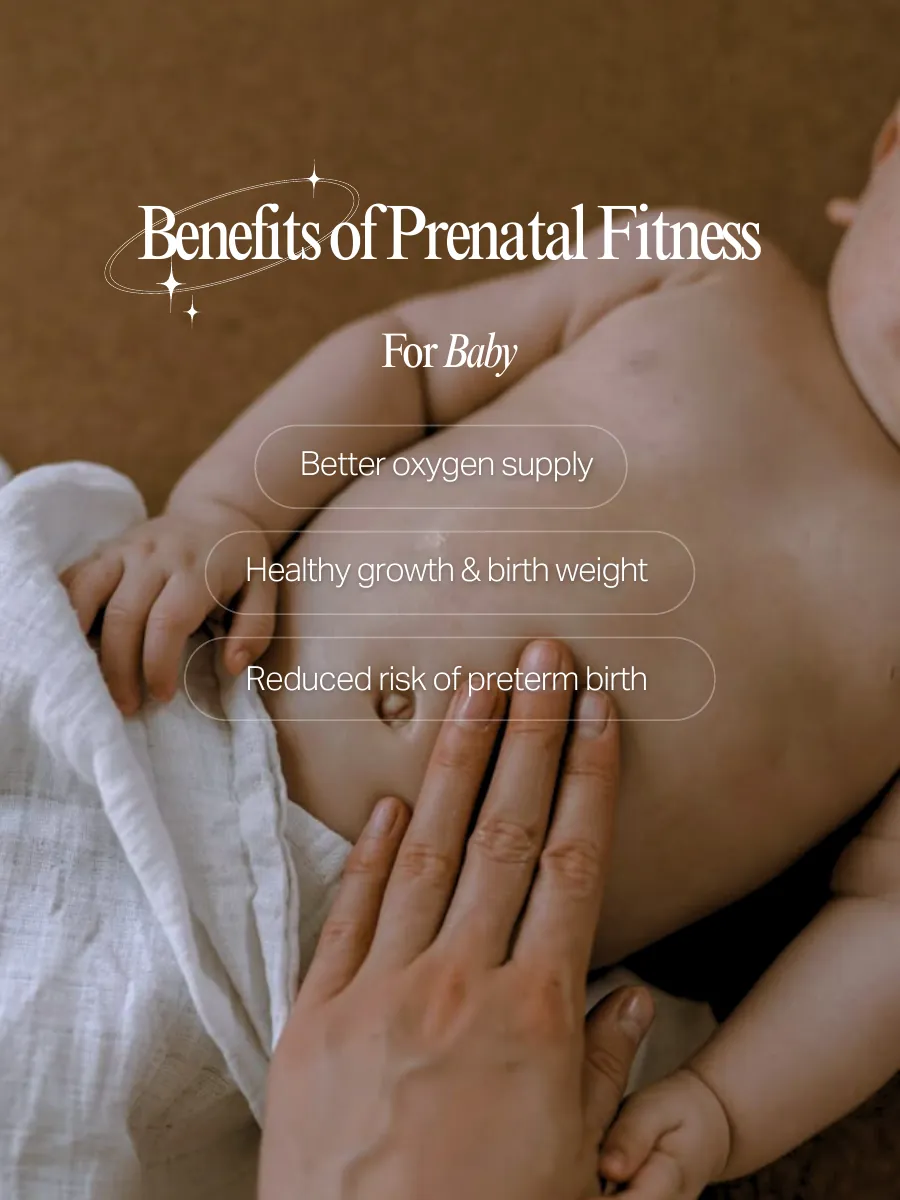 Benefits of Prenatal Fitness
For Baby
Better oxygen supply
Healthy growth & birth weight
Reduced risk of preterm birth